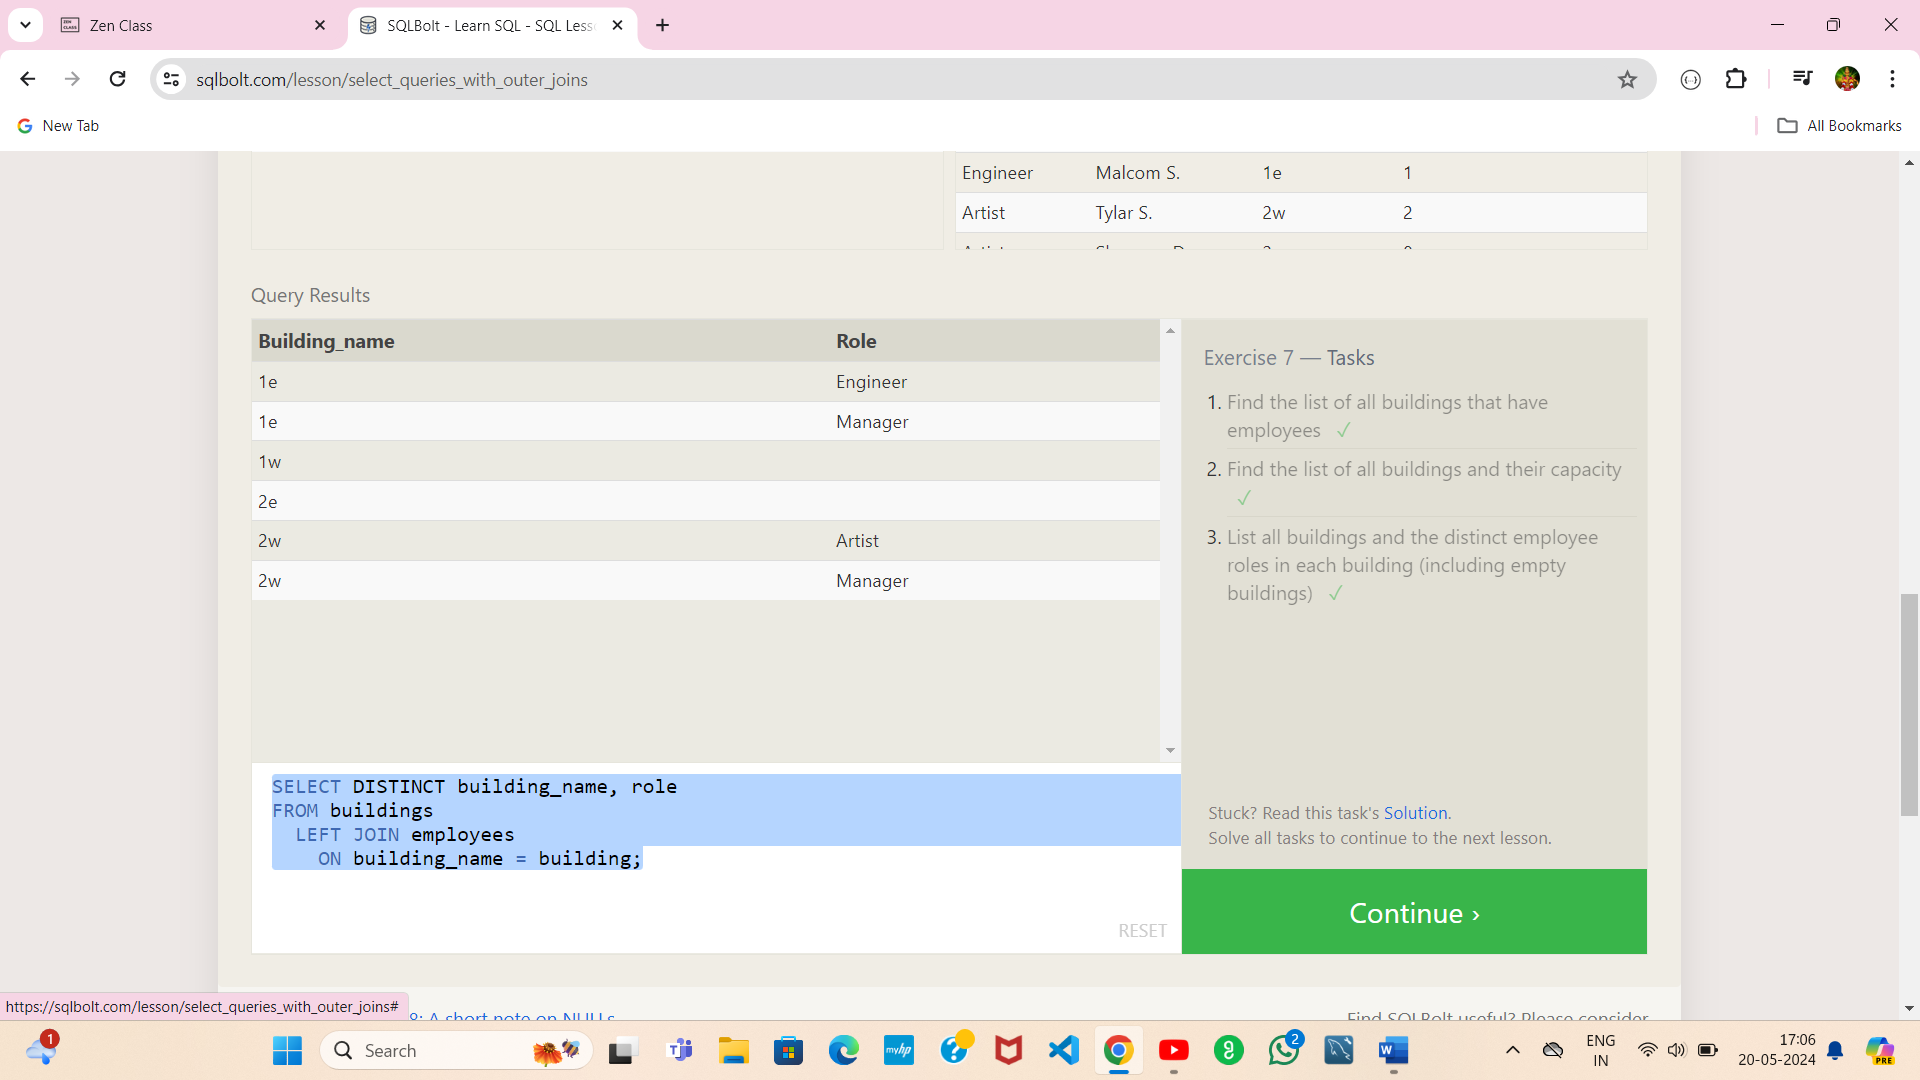 Zen Class
SQLBolt - Learn SQL - SQL Less
sqlbolt.com/lesson/select_queries_with_outer_joins
New Tab
All Bookmarks
Engineer Malcom S. 1e 1
Artist Tylar S. 2w 2
Query Results
Building_name Role
1e Engineer
1e Manager
1w
2e
2w Artist
2w Manager
Exercise 7 — Tasks
1. Find the list of all buildings that have
employees ✓
2. Find the list of all buildings and their capacity
✓
3. List all buildings and the distinct employee
roles in each building (including empty
buildings) ✓
SELECT DISTINCT building_name, role
FROM buildings
LEFT JOIN employees
ON building_name = building;
RESET
Stuck? Read this task's Solution.
Solve all tasks to continue to the next lesson.
Continue ›
https://sqlbolt.com/lesson/select_queries_with_outer_joins#
8: A short note on NULLs
Find SQLBolt useful? Please consider
1
Search
myhp
2
ENG
IN
17:06
20-05-2024
PRE